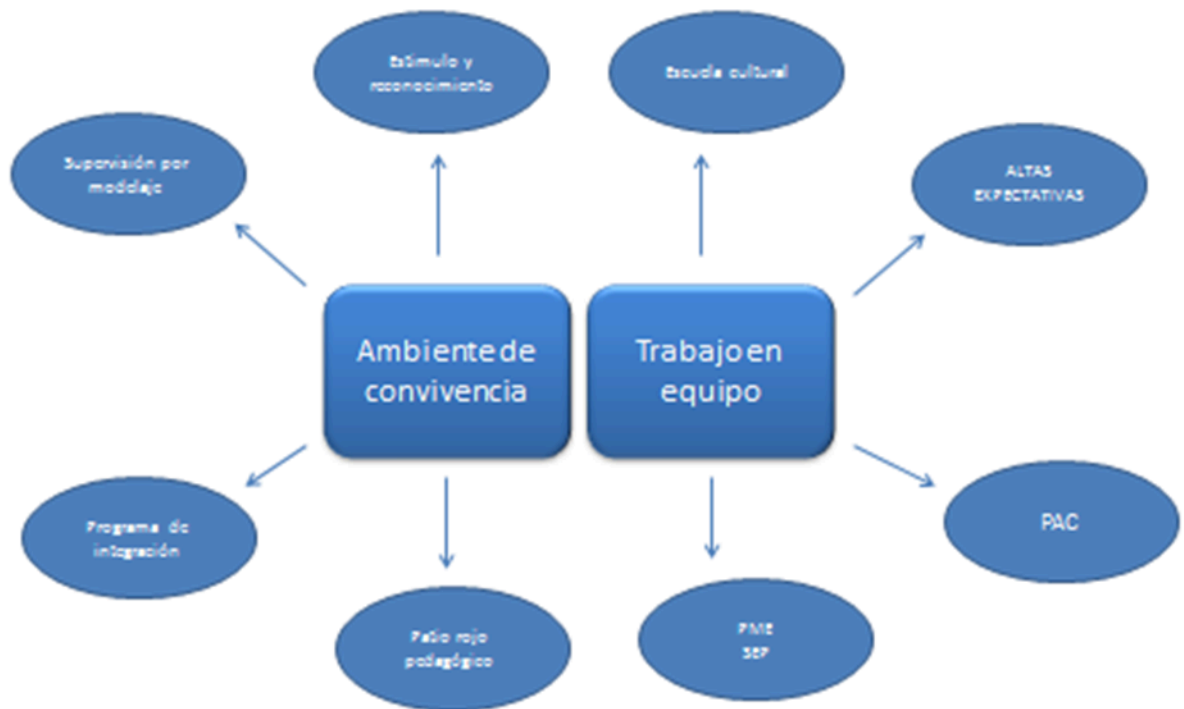 Estimulo y
reconocimiento
Escuela cultural
Supervisión por
modelaje
ALTAS
EXPECTATIVAS
Ambiente de
convivencia
Trabajo en
equipo
Programa de
integración
PAC
Patio rojo
pedagógico
PME
SEP